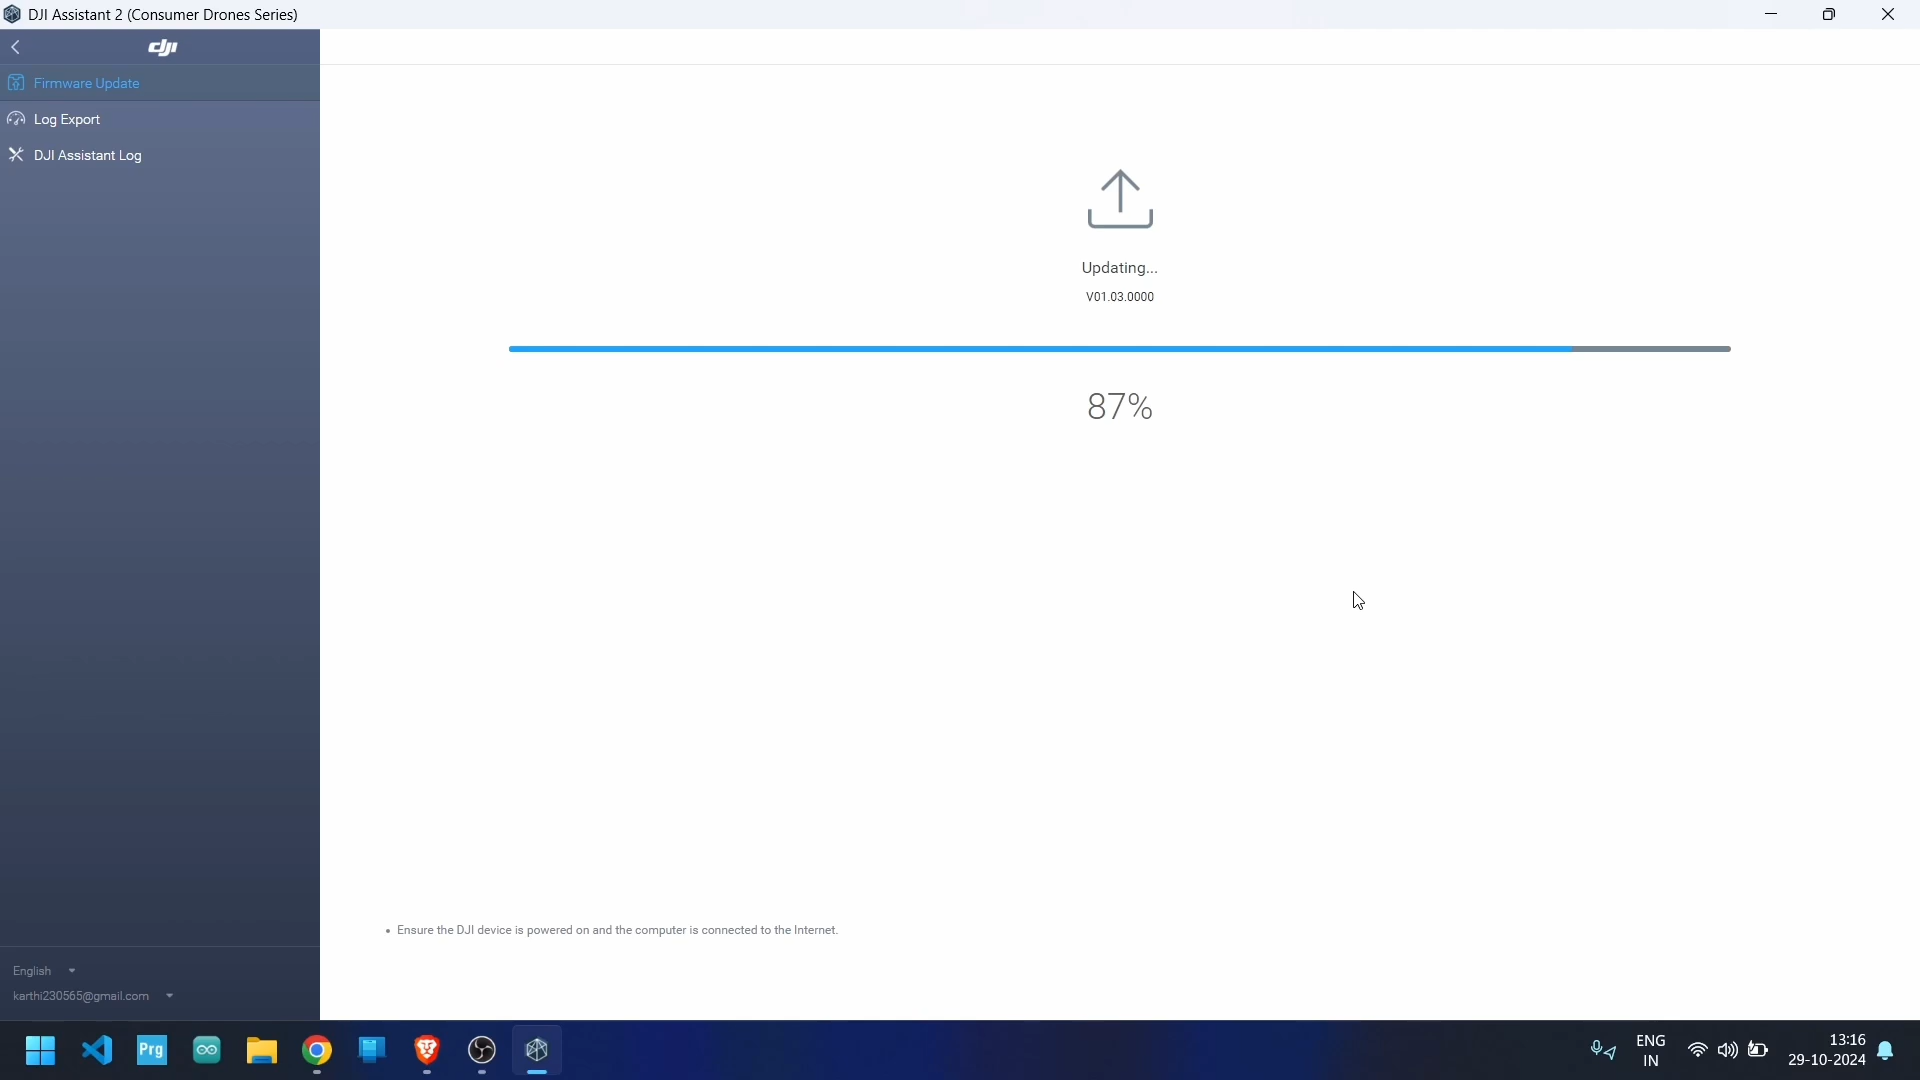 DJI Assistant 2 (Consumer Drones Series)
dji
Firmware Update
Log Export
DJI Assistant Log
Updating...
V01.03.0000
87%
Ensure the DJI device is powered on and the computer is connected to the Internet.
English
karthi230565@gmail.com
Prg
ENG
IN
13:16
29-10-2024